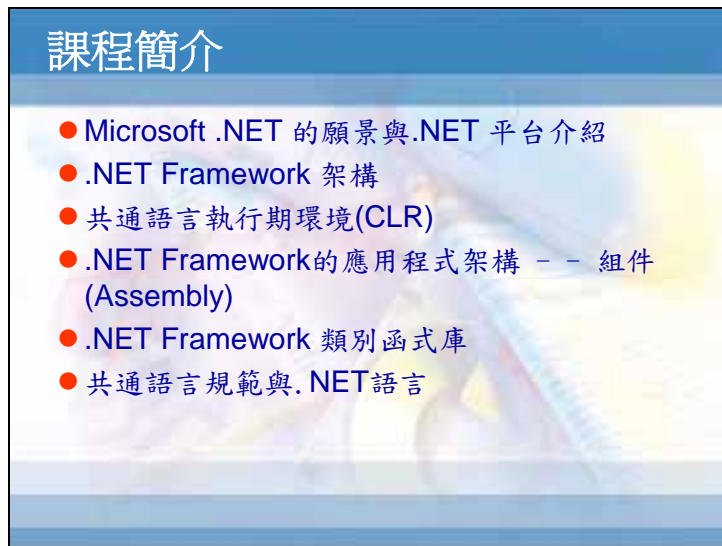 課程簡介
Microsoft .NET 的願景與.NET 平台介紹
.NET Framework 架構
共通語言執行期環境(CLR)
.NET Framework的應用程式架構 - - 組件
(Assembly)
.NET Framework 類別函式庫
共通語言規範與.NET語言